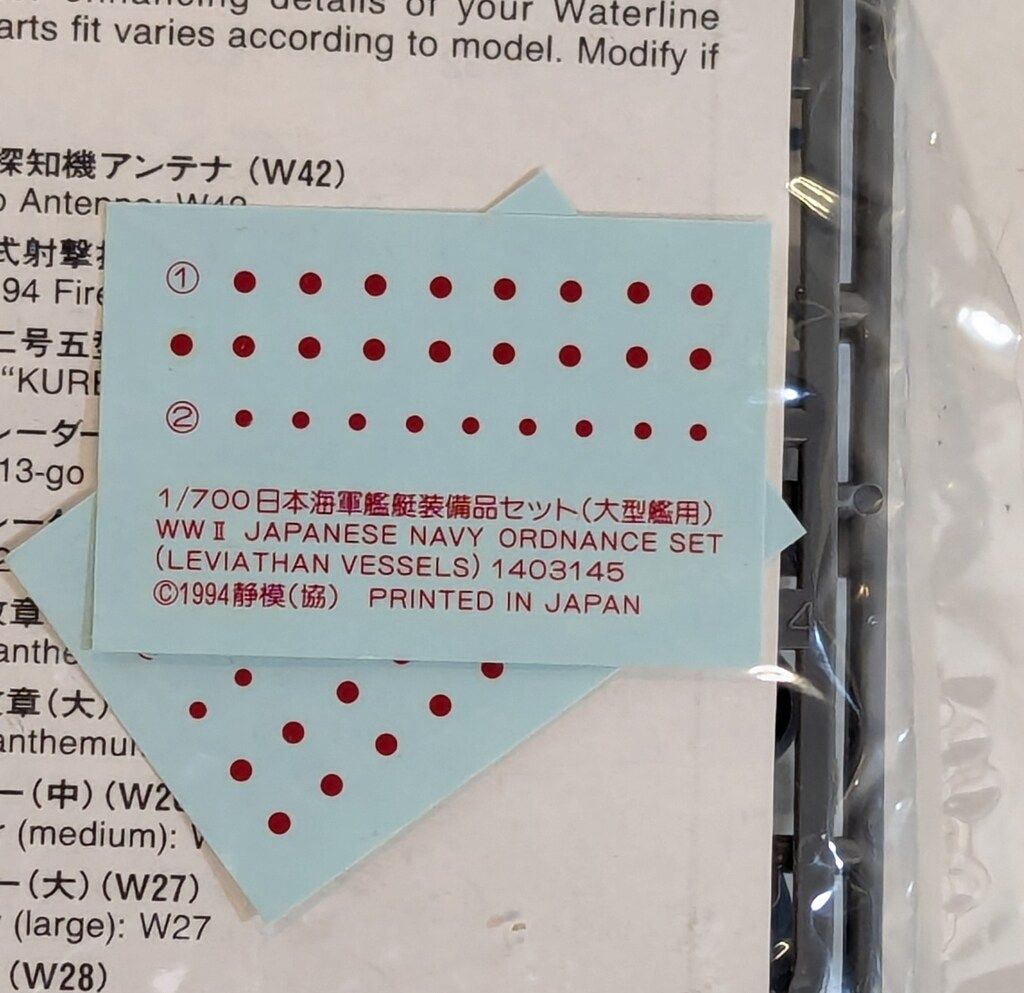 enhancing details of your Waterline
arts fit varies according to model. Modify if
探知機アンテナ (W42)
式射撃
94 Fire
二号五型
“KURE
レーダー
13-go
①
②
1/700日本海軍艦艇装備品セット(大型艦用)
WWⅡ JAPANESE NAVY ORDNANCE SET
(LEVIATHAN VESSELS) 1403145
©1994静模(協) PRINTED IN JAPAN
章
anthe
章(大)
anthemum
ー(中)(W26
r (medium): W
ー(大)(W27)
(large): W27
(W28)
4